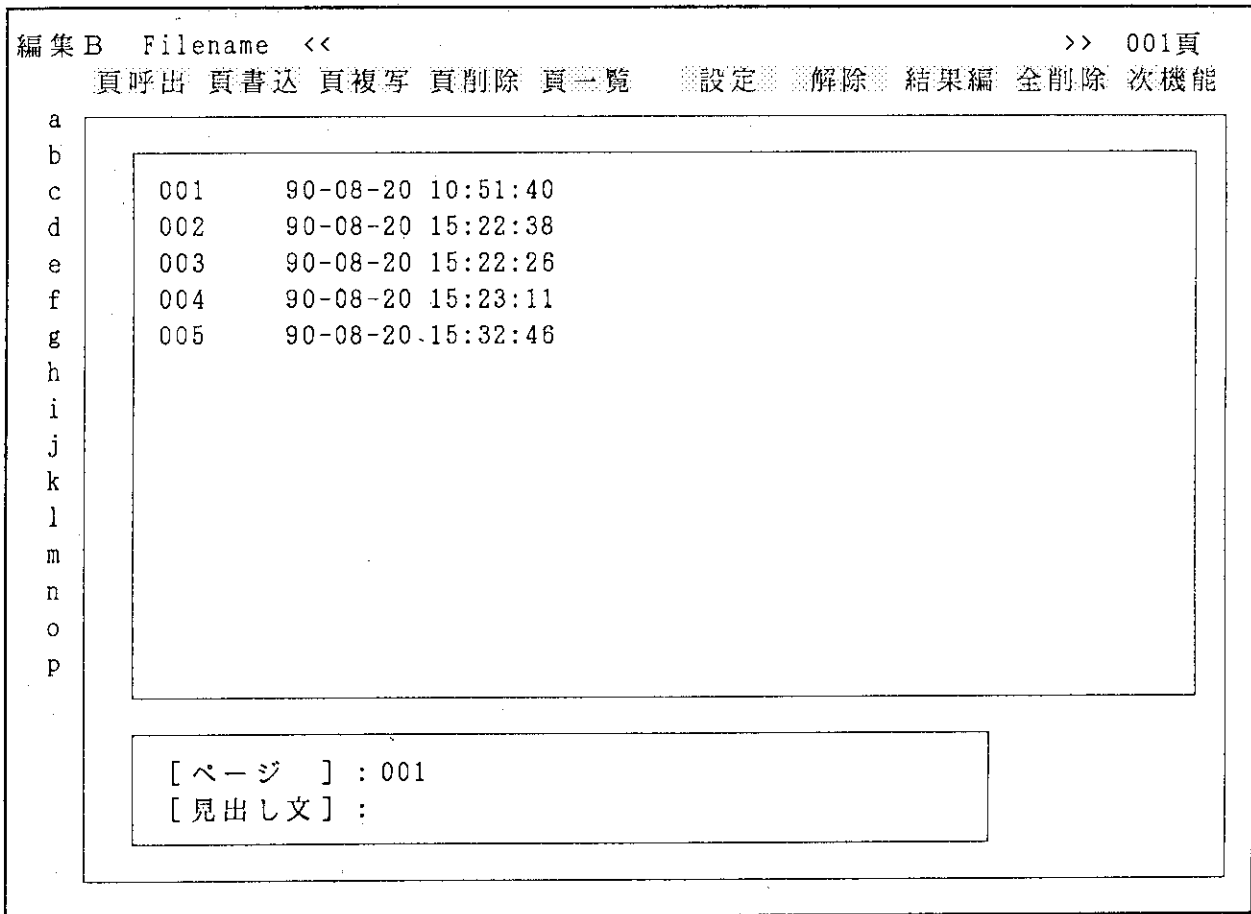 編集B Filename << >> 001頁
頁呼出 頁書込 頁複写 頁削除 頁一覧 設定 解除 結果編 全削除 次機能
a
b
c 001 90-08-20 10:51:40
d 002 90-08-20 15:22:38
e 003 90-08-20 15:22:26
f 004 90-08-20 15:23:11
g 005 90-08-20 15:32:46
h
i
j
k
l
m
n
o
p
[ページ ]:001
[見出し文]: